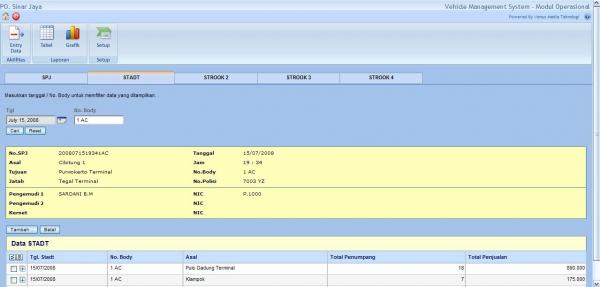 PO. Sinar Jaya
Vehicle Management System - Modul Operasional
Powered By Venus Media Teknologi
Entry Data
Tabel
Grafik
Setup
Aktifitas
Laporan
Setup
SPJ
STADT
STROOK 2
STROOK 3
STROOK 4
Masukkan tanggal / No. Body untuk memfilter data yang ditampilkan.
Tgl
No. Body
July 15, 2008
1 AC
Cari
Reset
No.SPJ 2008071519341AC Tanggal 15/07/2008
Asal Cibitung 1 Jam 19 : 34
Tujuan Purwokerto Terminal No.Body 1 AC
Jatah Tegal Terminal No.Polisi 7003 YZ
Pengemudi 1 SARDANI B.M NIC P.1000
Pengemudi 2 NIC
Kernet NIC
Tambah ...
Batal
Data STADT
Tgl. Stadt No. Body Asal Total Penumpang Total Penjualan
15/07/2008 1 AC Pulo Gadung Terminal 18 880.000
15/07/2008 1 AC Klampok 7 175.000